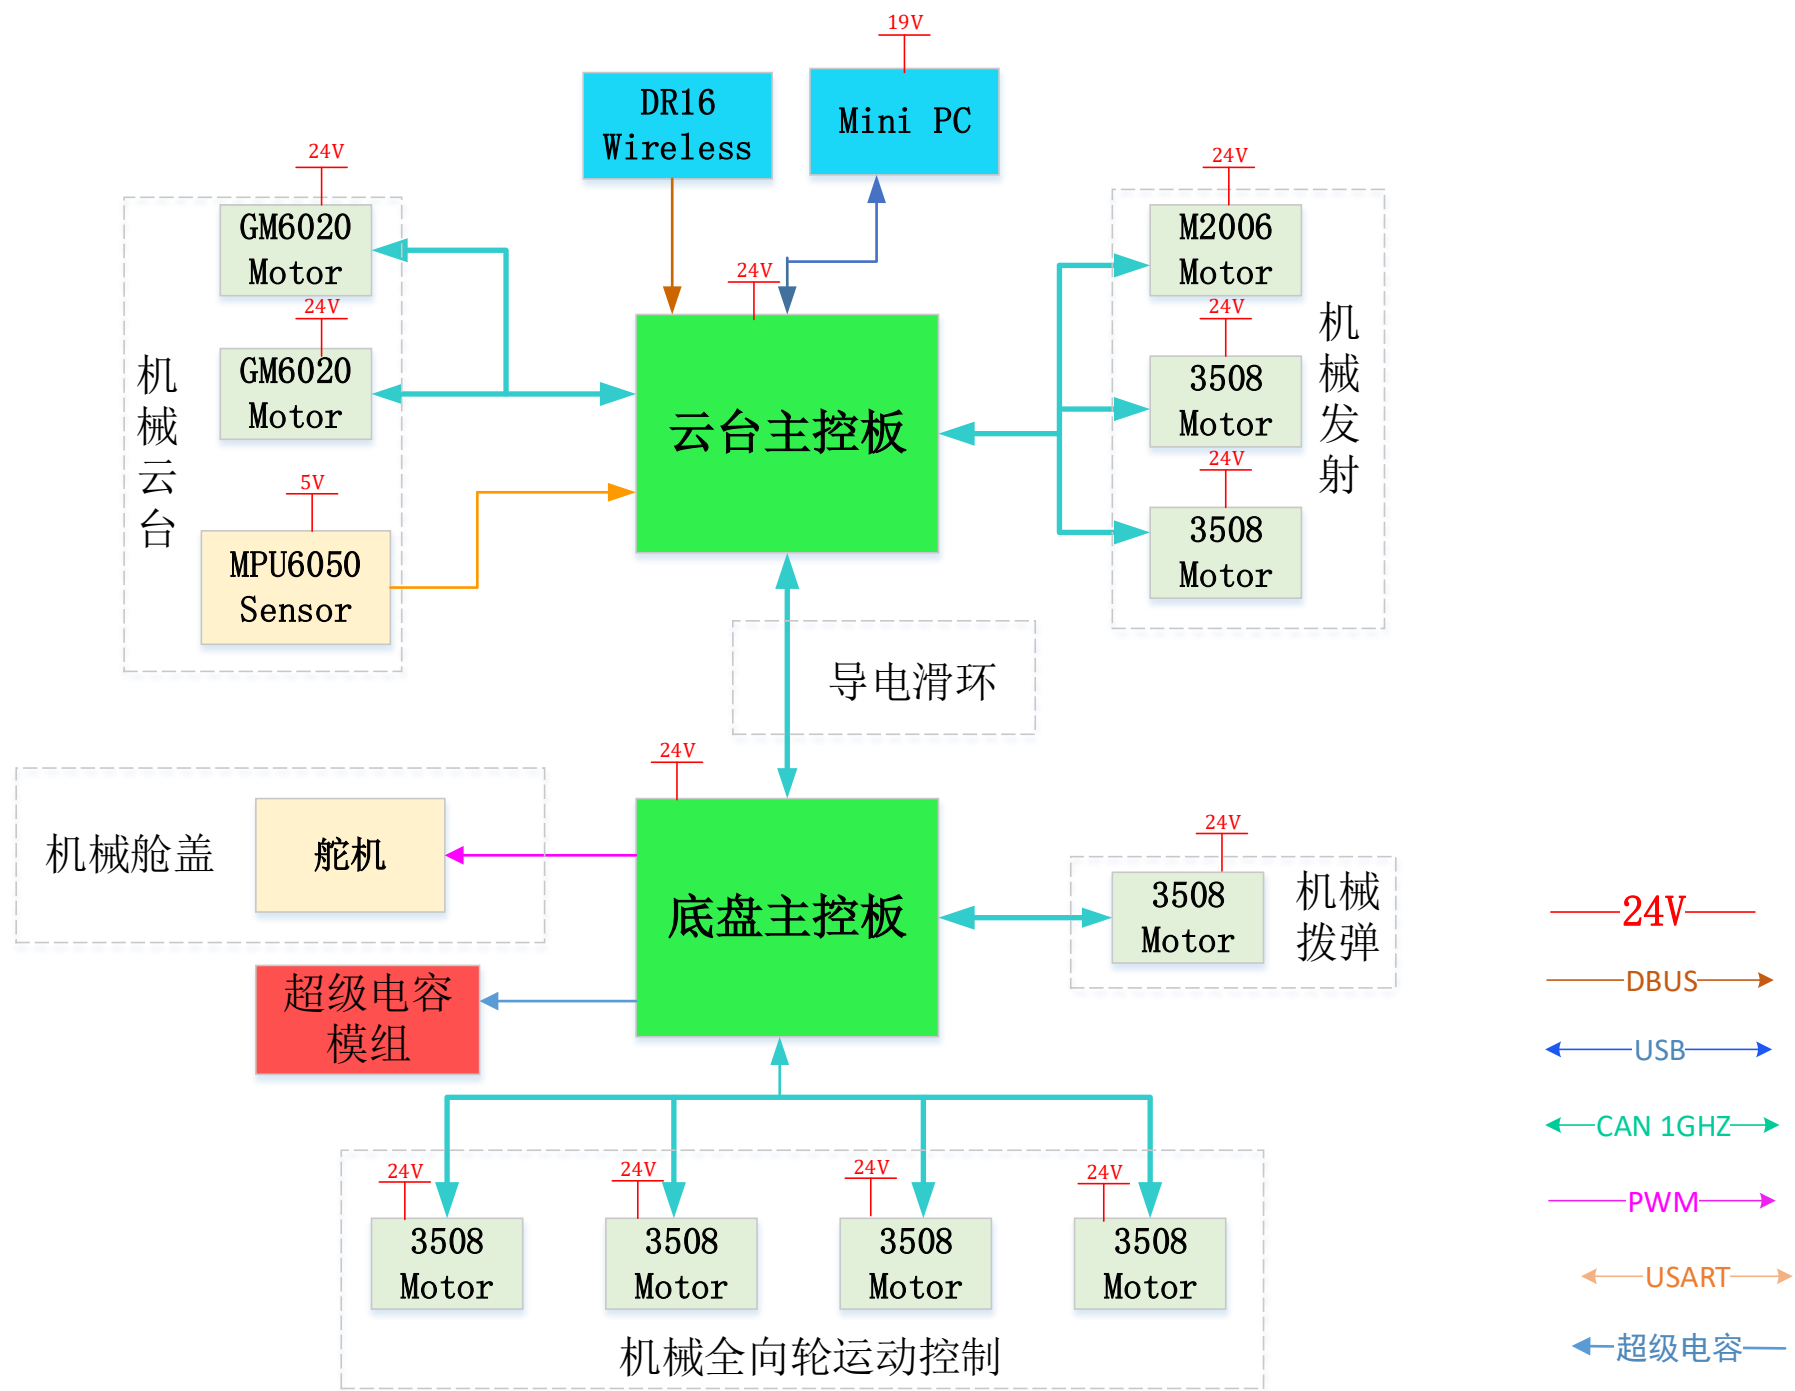 19V
DR16
Wireless
Mini PC
24V
GM6020
Motor
24V
GM6020
Motor
机
械
云
台
5V
MPU6050
Sensor
24V
云台主控板
24V
M2006
Motor
24V
3508
Motor
24V
3508
Motor
机
械
发
射
导电滑环
机械舱盖
舵机
24V
底盘主控板
超级电容
模组
24V
3508
Motor
机械
拨弹
24V
3508
Motor
24V
3508
Motor
24V
3508
Motor
24V
3508
Motor
机械全向轮运动控制
24V
DBUS
USB
CAN 1GHZ
PWM
USART
超级电容